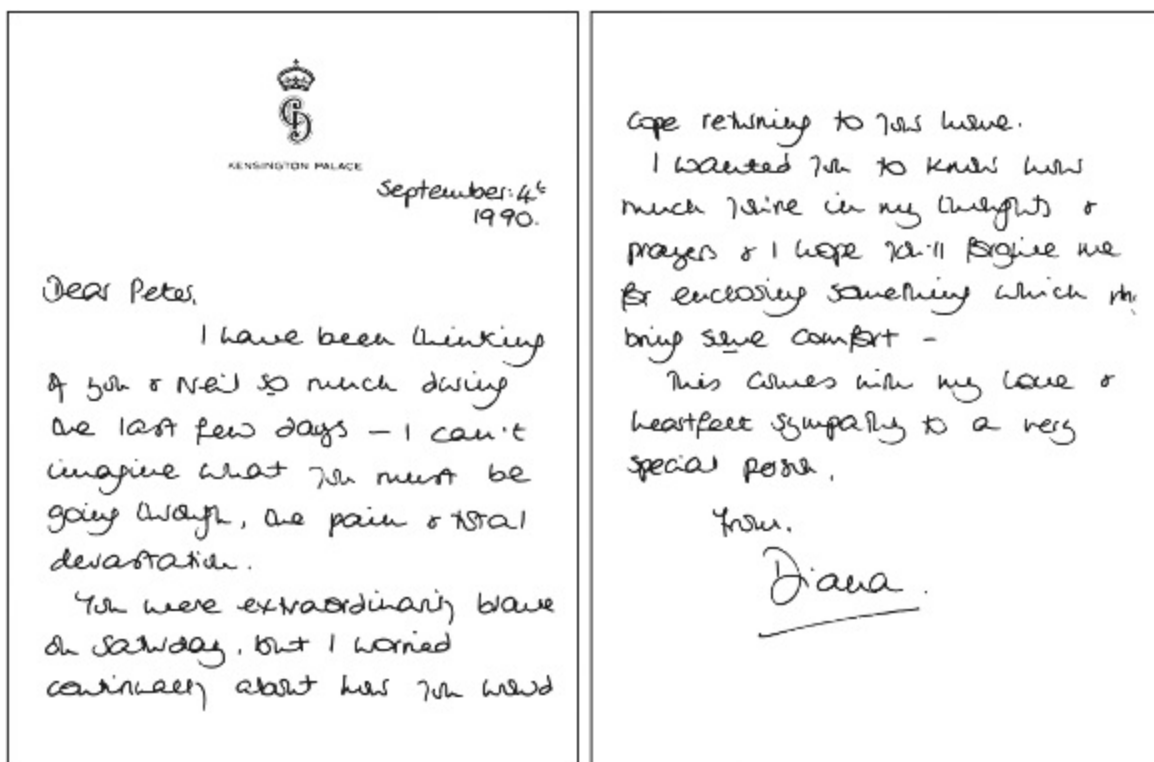 KENSINGTON PALACE
September: 4th
1990.
Dear Peter,
I have been thinking
of you & Neil so much during
the last few days – I can't
imagine what you must be
going through, the pain & total
devastation.
You were extraordinarily brave
on Saturday, but I worried
continually about how you would
cope returning to your home.
I wanted you to know how
much you're in my thoughts &
prayers & I hope you'll forgive me
for enclosing something which
bring some comfort –
This comes with my love &
heartfelt sympathy to a very
special person,
from,
Diana.